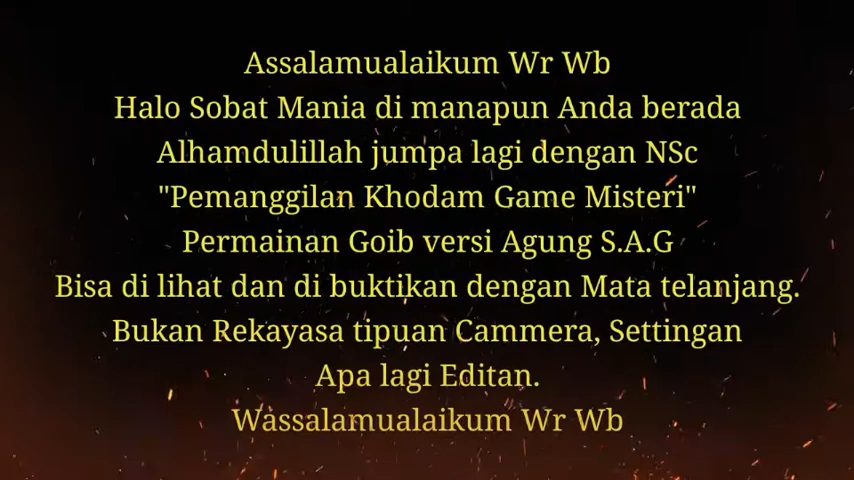 Assalamualaikum Wr Wb
Halo Sobat Mania di manapun Anda berada
Alhamdulillah jumpa lagi dengan NSc
"Pemanggilan Khodam Game Misteri"
Permainan Goib versi Agung S.A.G
Bisa di lihat dan di buktikan dengan Mata telanjang.
Bukan Rekayasa tipuan Cammera, Settingan
Apa lagi Editan.
Wassalamualaikum Wr Wb